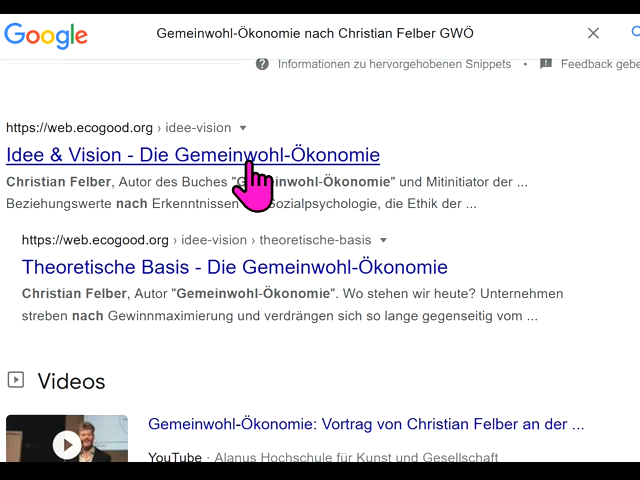 Google
Gemeinwohl-Ökonomie nach Christian Felber GWÖ
Informationen zu hervorgehobenen Snippets • Feedback gebe
https://web.ecogood.org › idee-vision
Idee & Vision - Die Gemeinwohl-Ökonomie
Christian Felber, Autor des Buches "Gemeinwohl-Ökonomie" und Mitinitiator der ...
Beziehungswerte nach Erkenntnissen Sozialpsychologie, die Ethik der ...
https://web.ecogood.org › idee-vision › theoretische-basis
Theoretische Basis - Die Gemeinwohl-Ökonomie
Christian Felber, Autor "Gemeinwohl-Ökonomie". Wo stehen wir heute? Unternehmen
streben nach Gewinnmaximierung und verdrängen sich so lange gegenseitig vom ...
Videos
Gemeinwohl-Ökonomie: Vortrag von Christian Felber an der ...
YouTube · Alanus Hochschule für Kunst und Gesellschaft